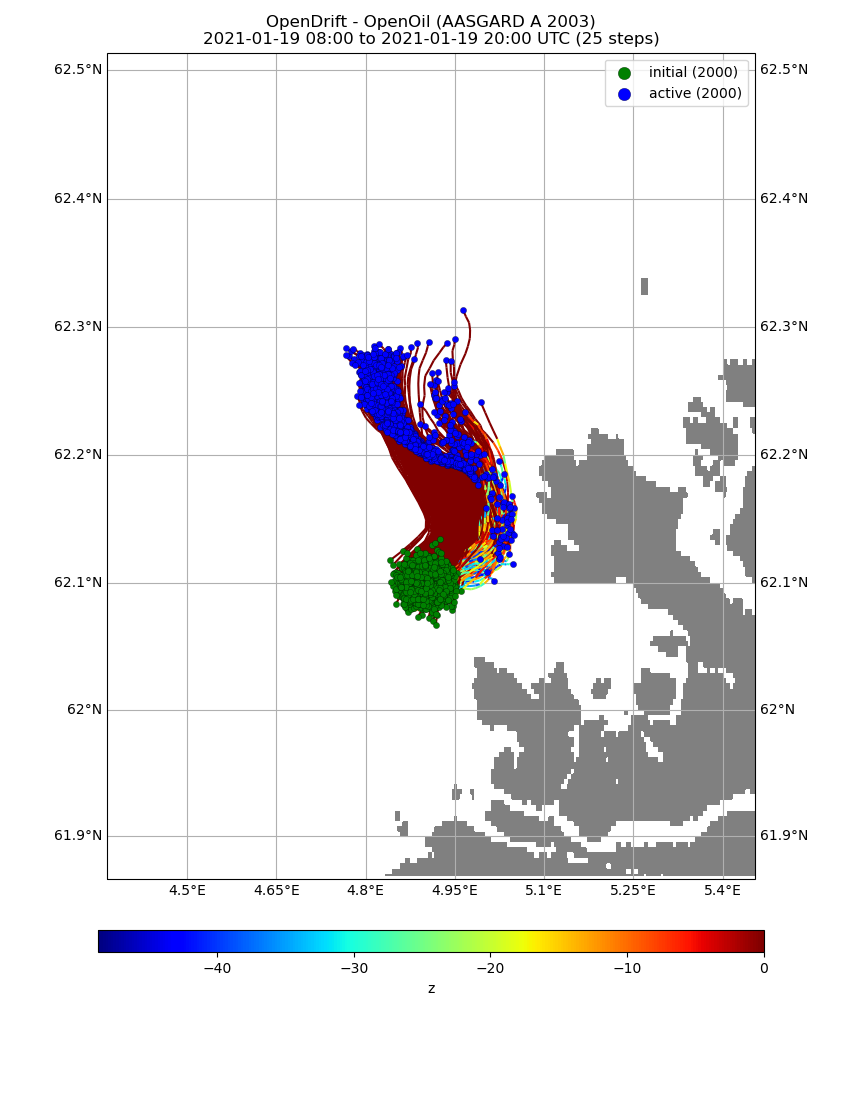 OpenDrift - OpenOil (AASGARD A 2003)
2021-01-19 08:00 to 2021-01-19 20:00 UTC (25 steps)
initial (2000)
active (2000)
62.5°N 62.5°N
62.4°N 62.4°N
62.3°N 62.3°N
62.2°N 62.2°N
62.1°N 62.1°N
62°N 62°N
61.9°N 61.9°N
4.5°E 4.65°E 4.8°E 4.95°E 5.1°E 5.25°E 5.4°E
−40 −30 −20 −10 0
z